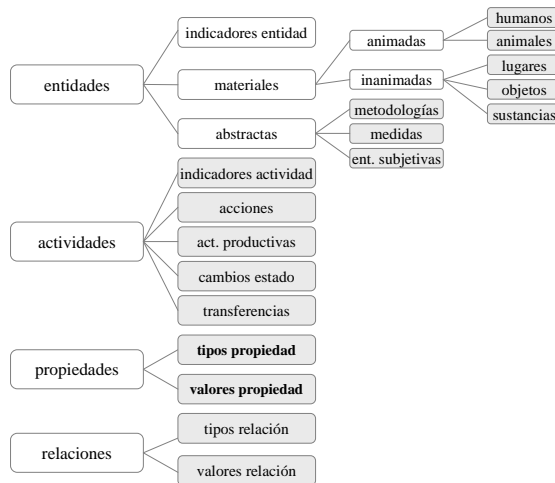 humanos
indicadores entidad
animadas
animales
lugares
entidades
materiales
inanimadas
objetos
metodologías
sustancias
abstractas
medidas
ent. subjetivas
indicadores actividad
acciones
actividades
act. productivas
cambios estado
transferencias
tipos propiedad
propiedades
valores propiedad
tipos relación
relaciones
valores relación